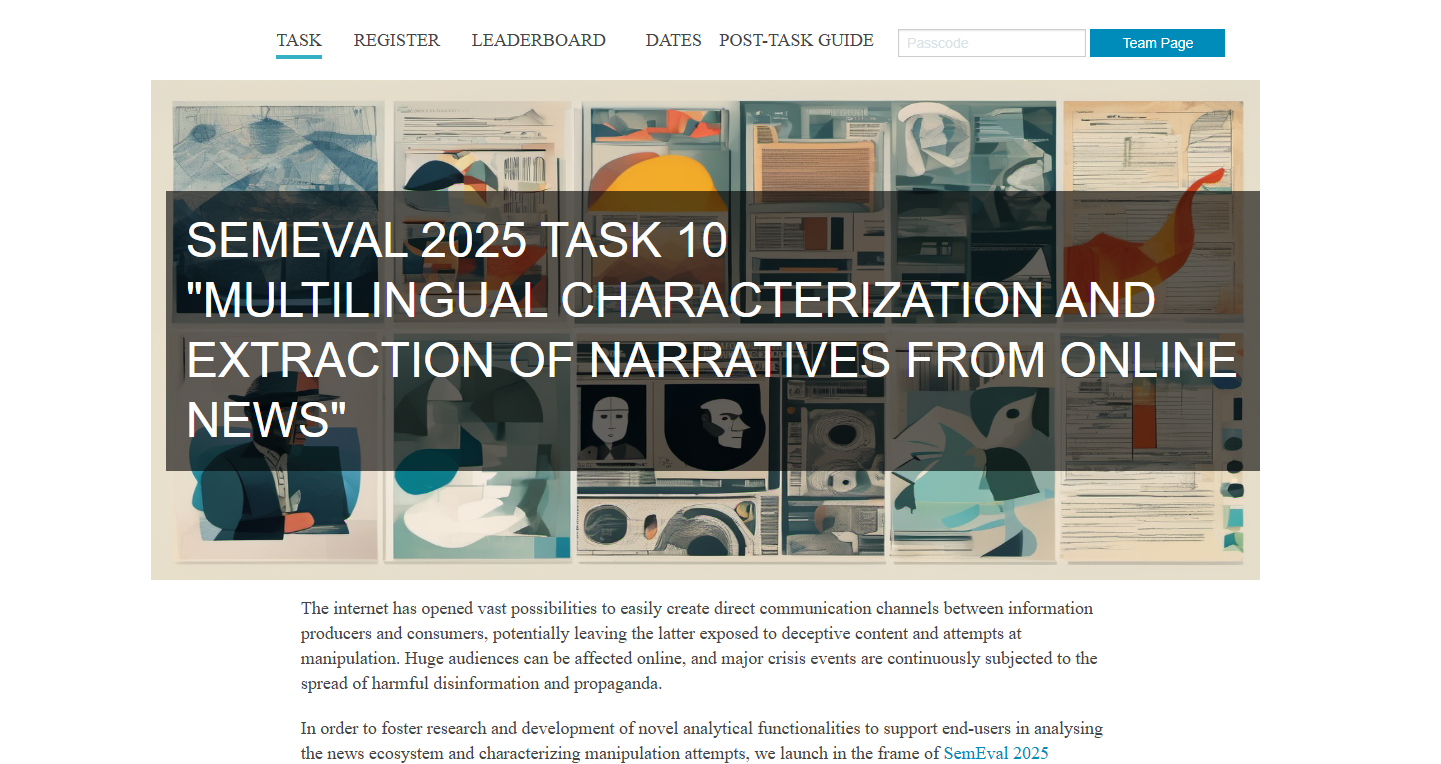 TASK REGISTER LEADERBOARD DATES POST-TASK GUIDE Passcode Team Page
SEMEVAL 2025 TASK 10
"MULTILINGUAL CHARACTERIZATION AND
EXTRACTION OF NARRATIVES FROM ONLINE
NEWS"
The internet has opened vast possibilities to easily create direct communication channels between information
producers and consumers, potentially leaving the latter exposed to deceptive content and attempts at
manipulation. Huge audiences can be affected online, and major crisis events are continuously subjected to the
spread of harmful disinformation and propaganda.
In order to foster research and development of novel analytical functionalities to support end-users in analysing
the news ecosystem and characterizing manipulation attempts, we launch in the frame of SemEval 2025